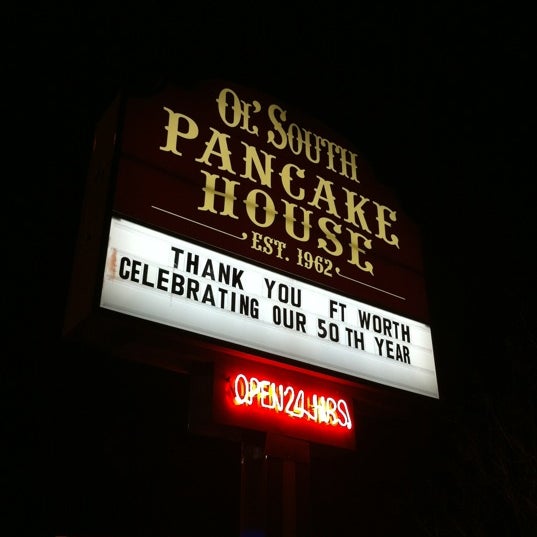 OL' SOUTH
PANCAKE
HOUSE
EST. 1962
THANK YOU FT WORTH
CELEBRATING OUR 50TH YEAR
OPEN 24 HRS